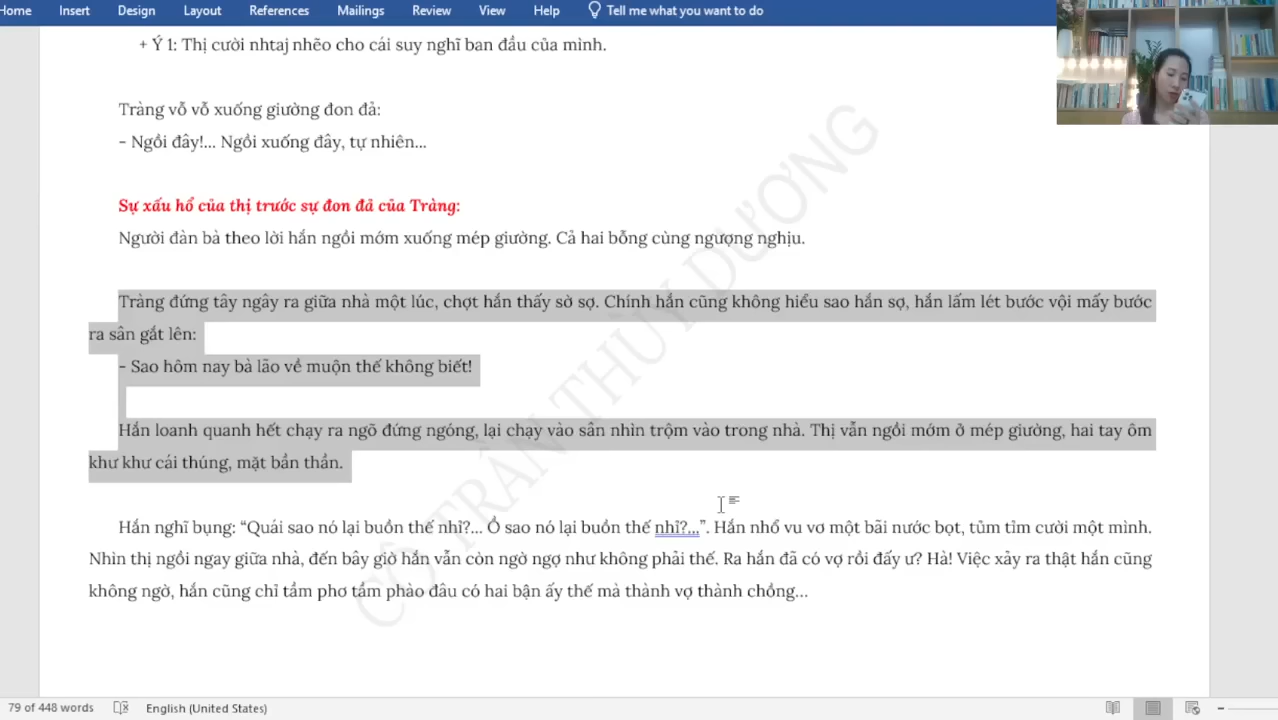 Home Insert Design Layout References Mailings Review View Help Tell me what you want to do
+ Ý 1: Thị cười nhtaj nhẽo cho cái suy nghĩ ban đầu của mình.
Tràng vỗ vỗ xuống giường đon đả:
- Ngồi đây!... Ngồi xuống đây, tự nhiên...
Sự xấu hổ của thị trước sự đon đả của Tràng:
Người đàn bà theo lời hắn ngồi mớm xuống mép giường. Cả hai bỗng cùng ngượng nghịu.
Tràng đứng tây ngây ra giữa nhà một lúc, chợt hắn thấy sờ sợ. Chính hắn cũng không hiểu sao hắn sợ, hắn lấm lét bước vội mấy bước
ra sân gắt lên:
- Sao hôm nay bà lão về muộn thế không biết!
Hắn loanh quanh hết chạy ra ngõ đứng ngóng, lại chạy vào sân nhìn trộm vào trong nhà. Thị vẫn ngồi mớm ở mép giường, hai tay ôm
khư khư cái thúng, mặt bần thần.
Hắn nghĩ bụng: “Quái sao nó lại buồn thế nhỉ?... Ồ sao nó lại buồn thế nhỉ?...”. Hắn nhổ vu vơ một bãi nước bọt, tủm tỉm cười một mình.
Nhìn thị ngồi ngay giữa nhà, đến bây giờ hắn vẫn còn ngờ ngợ như không phải thế. Ra hắn đã có vợ rồi đấy ư? Hà! Việc xảy ra thật hắn cũng
không ngờ, hắn cũng chỉ tầm phơ tầm phào đâu có hai bận ấy thế mà thành vợ thành chồng...
CÔ TRẦN THÙY DƯƠNG
79 of 448 words English (United States)